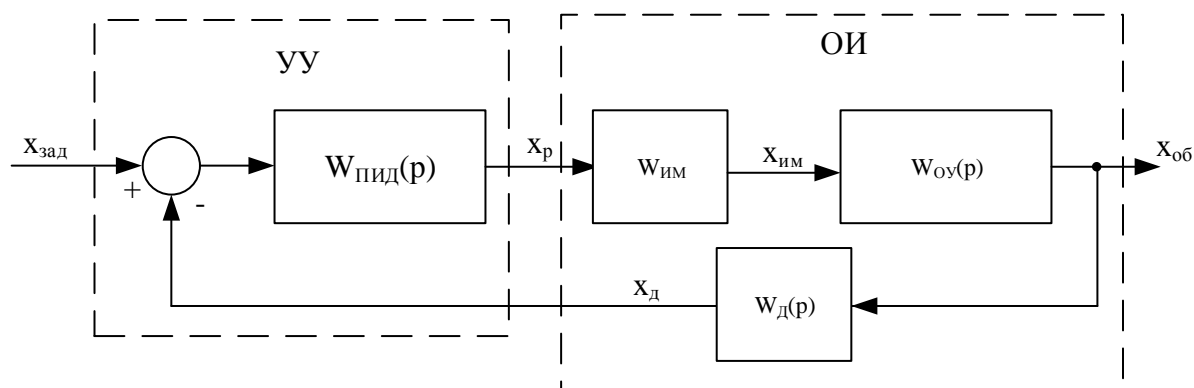 УУ
ОИ
xзад
+
-
WПИД(p)
xр
WИМ
xим
WОУ(p)
xоб
xд
WД(p)